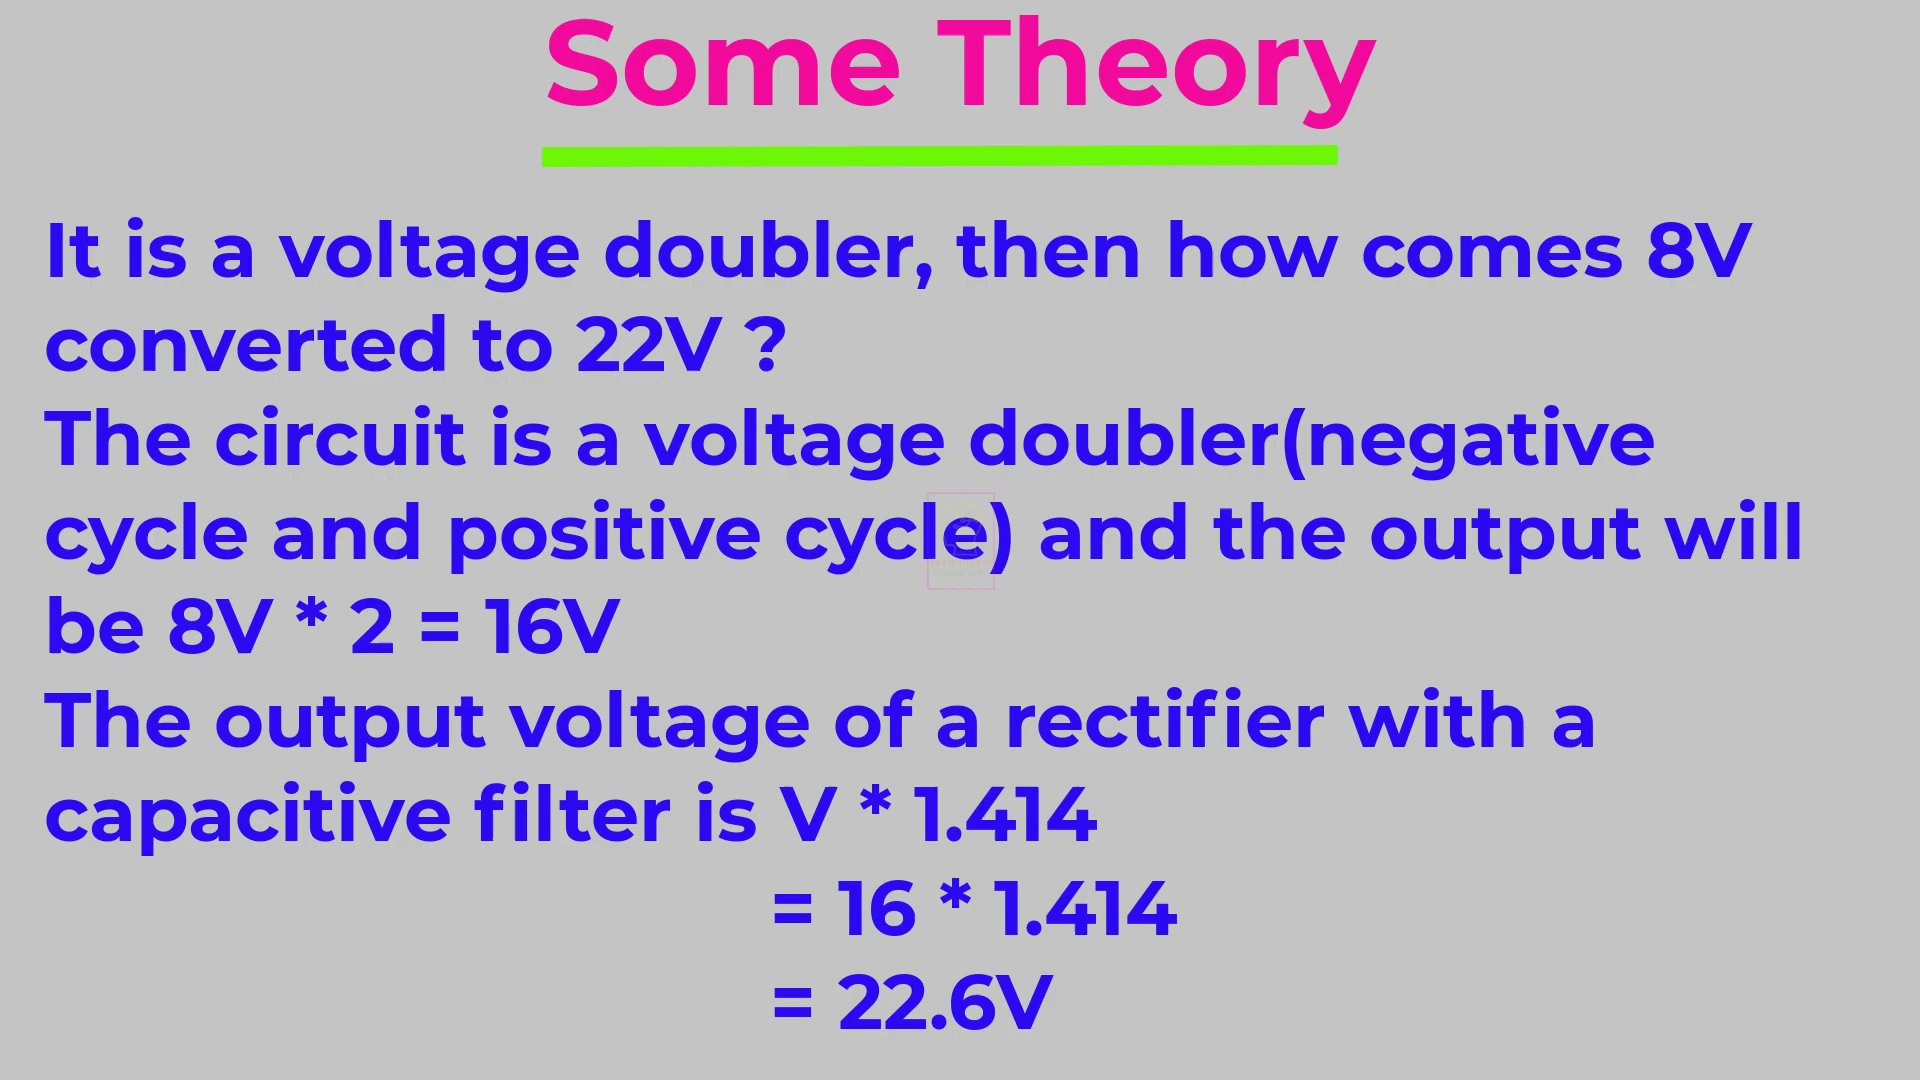 Some Theory
It is a voltage doubler, then how comes 8V
converted to 22V ?
The circuit is a voltage doubler(negative
cycle and positive cycle) and the output will
be 8V * 2 = 16V
The output voltage of a rectifier with a
capacitive filter is V * 1.414
= 16 * 1.414
= 22.6V